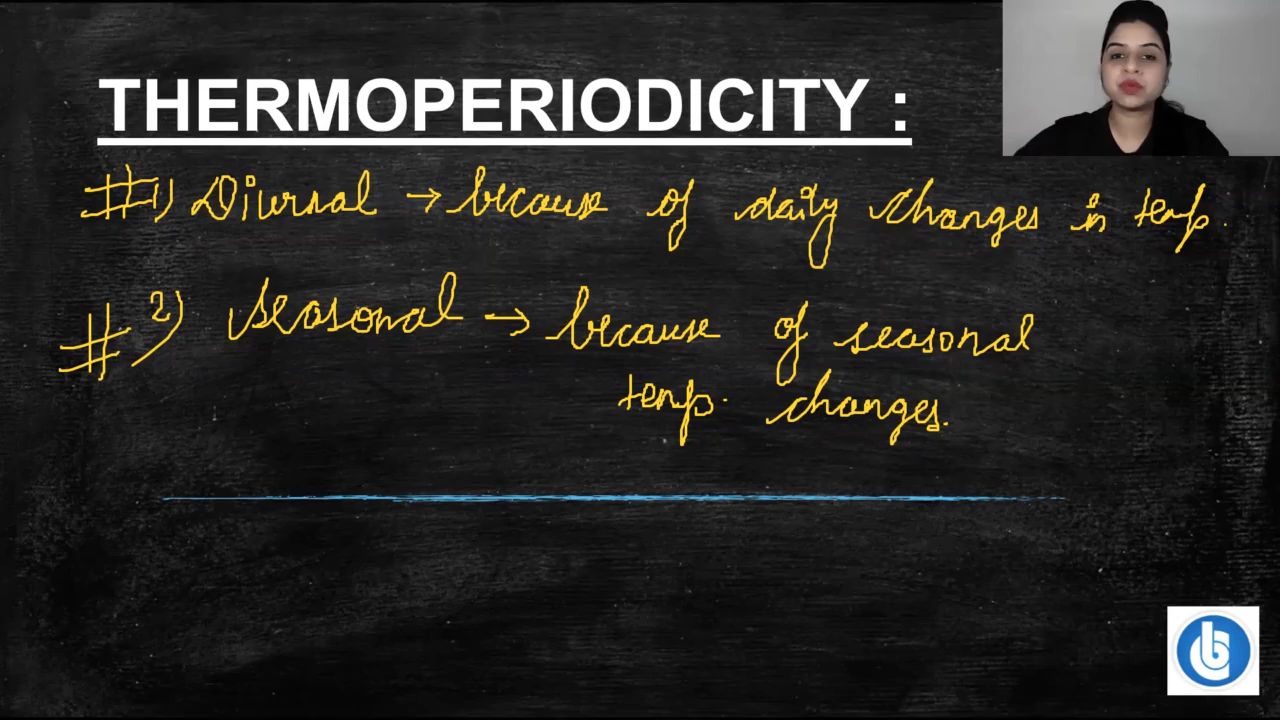 THERMOPERIODICITY :
#1) Diurnal → because of daily changes in temp.
#2) seasonal → because of seasonal
temp. changes.